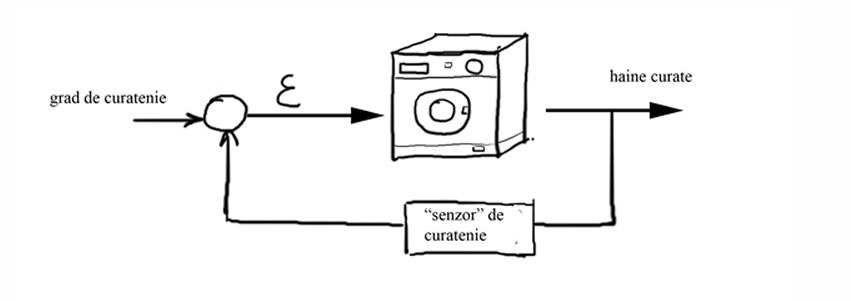 grad de curatenie
ε
haine curate
“senzor” de
curatenie